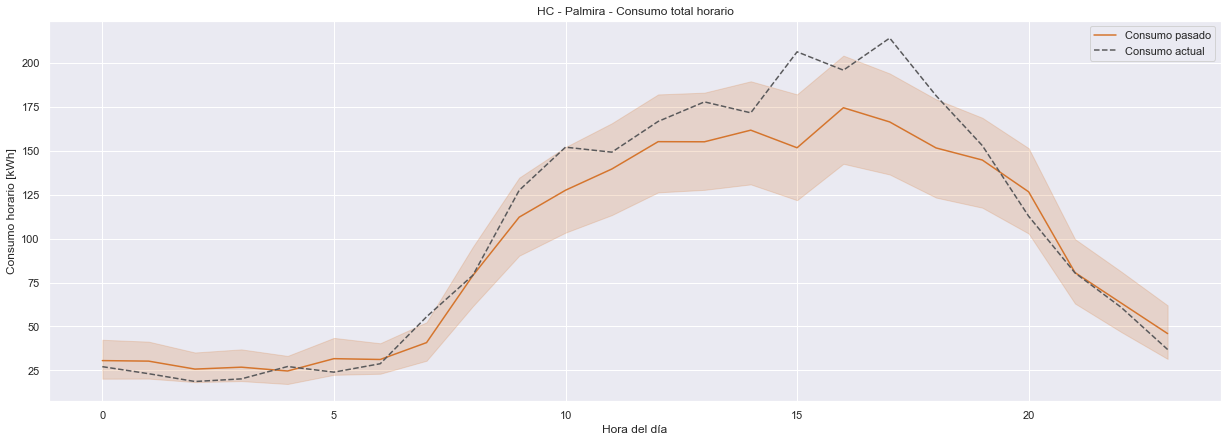 HC - Palmira - Consumo total horario
Consumo pasado
Consumo actual
Consumo horario [kWh]
200
175
150
125
100
75
50
25
0
5
10
15
20
Hora del día